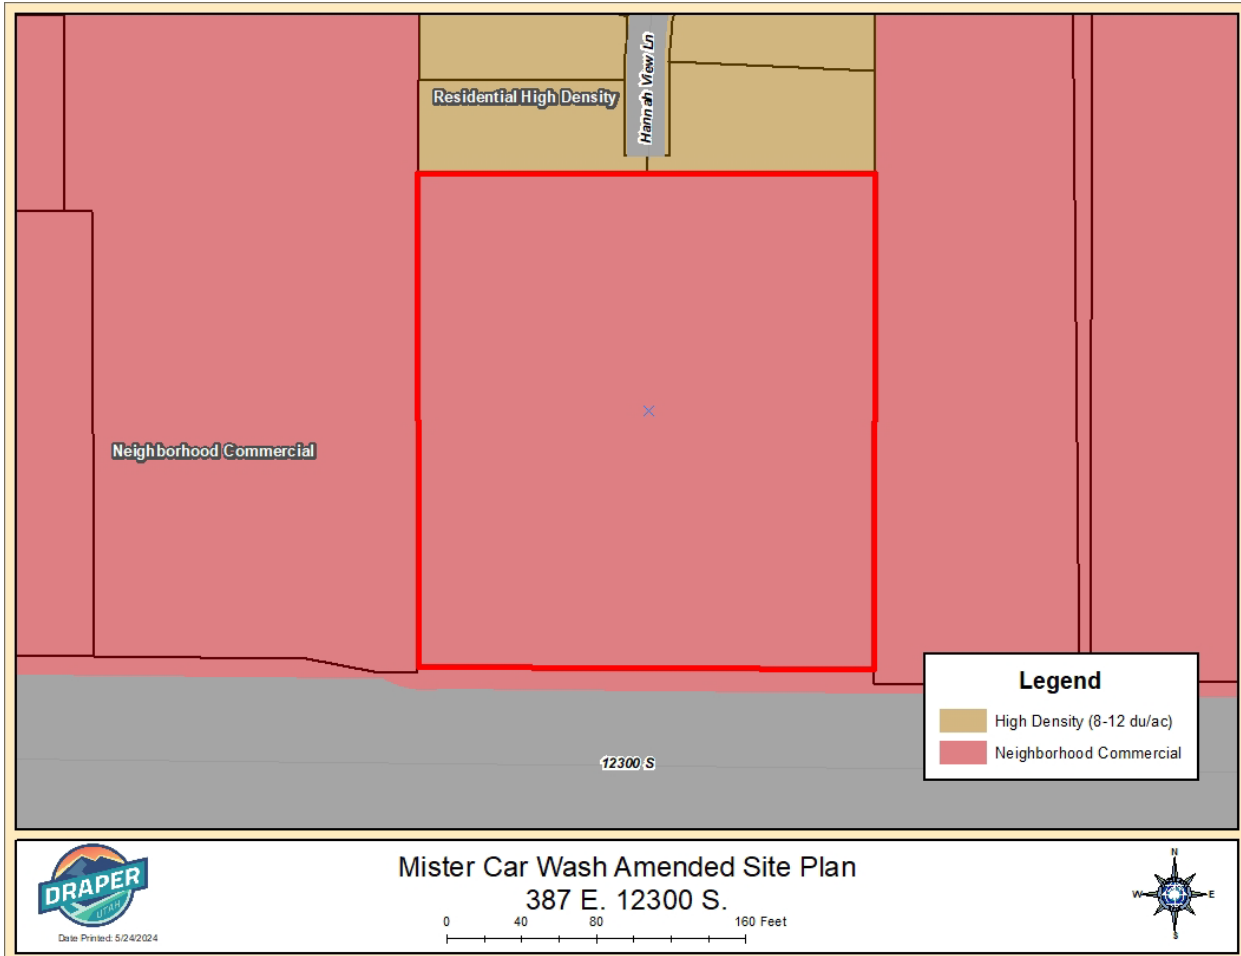 Hannah View Ln
Residential High Density
Neighborhood Commercial
12300 S
Legend
High Density (8-12 du/ac)
Neighborhood Commercial
DRAPER
UTAH
Date Printed: 5/24/2024
Mister Car Wash Amended Site Plan
387 E. 12300 S.
0 40 80 160 Feet
N
W E
S